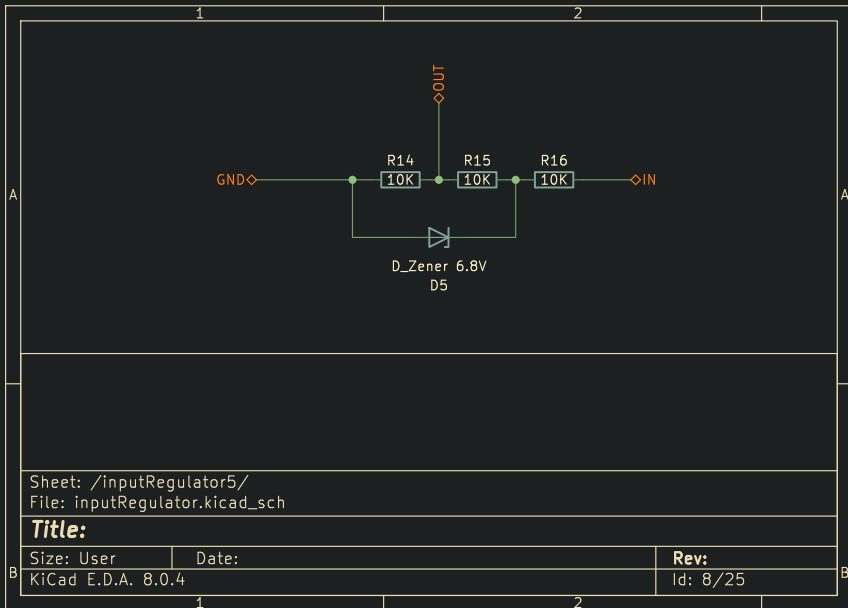 1 2
OUT
R14 R15 R16
GND 10K 10K 10K IN
A A
D_Zener 6.8V
D5
Sheet: /inputRegulator5/
File: inputRegulator.kicad_sch
Title:
Size: User Date: Rev:
B B
KiCad E.D.A. 8.0.4 Id: 8/25
1 2